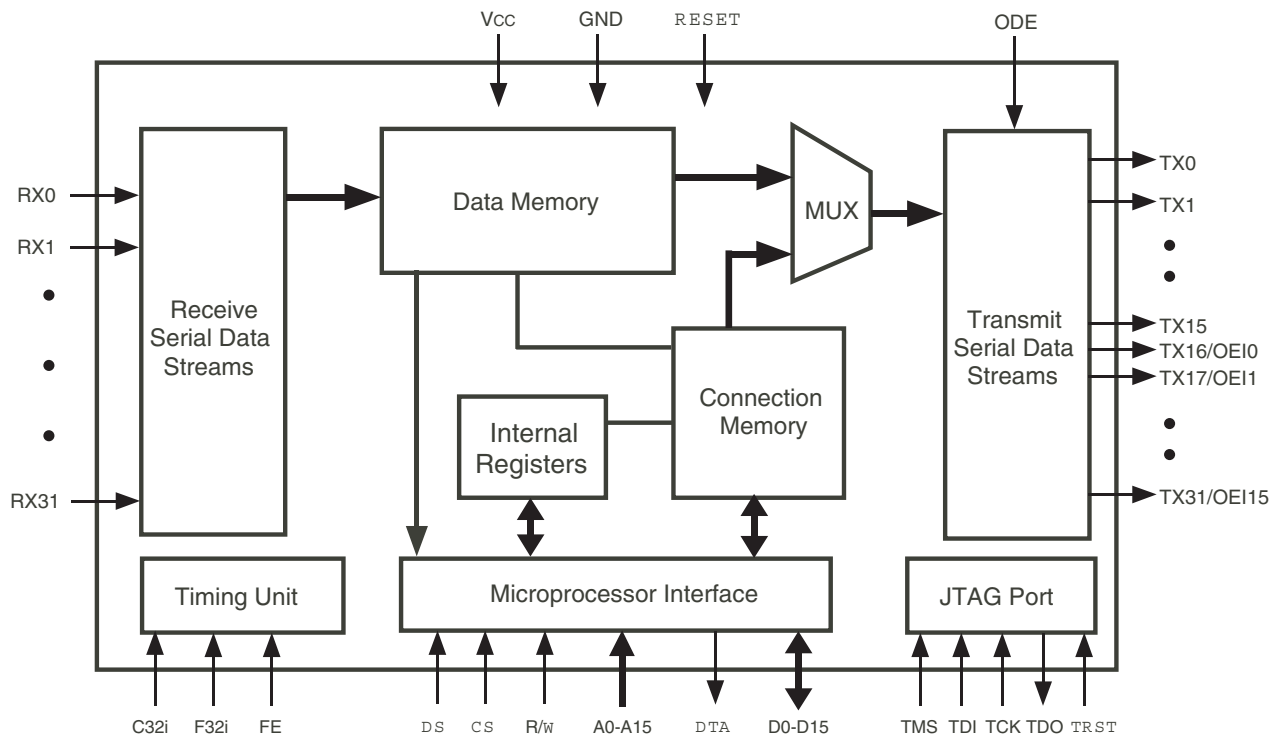 VCC GND RESET ODE
RX0
RX1
RX31
Receive
Serial Data
Streams
Data Memory
MUX
Internal
Registers
Connection
Memory
Transmit
Serial Data
Streams
TX0
TX1
TX15
TX16/OEI0
TX17/OEI1
TX31/OEI15
Timing Unit
Microprocessor Interface
JTAG Port
C32i F32i FE DS CS R/W A0-A15 DTA D0-D15 TMS TDI TCK TDO TRST